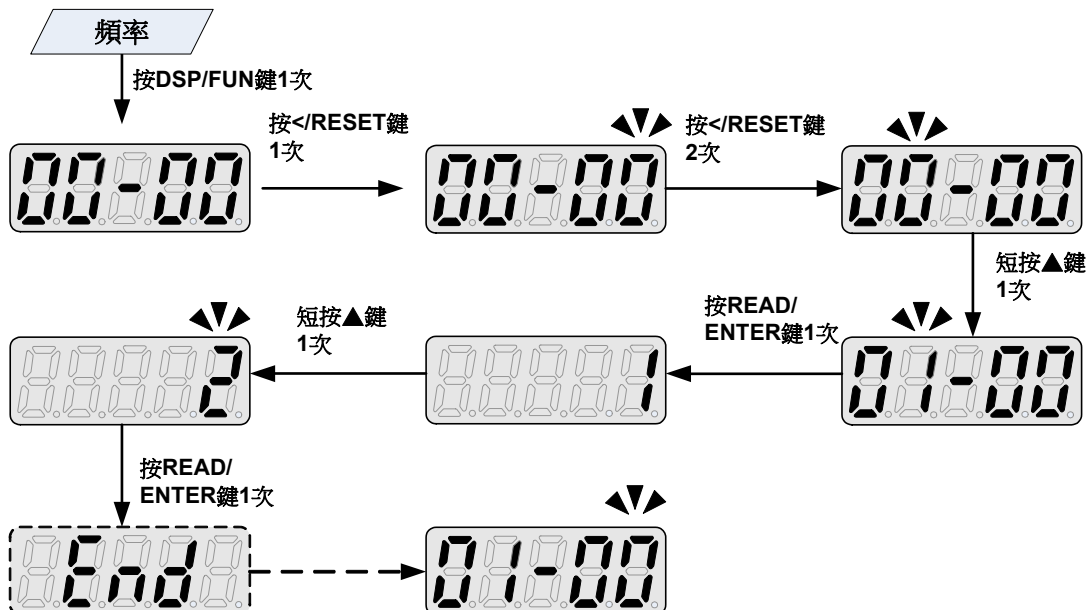 頻率
按DSP/FUN鍵1次
00-00
按</RESET鍵
1次
00-00
按</RESET鍵
2次
00-00
短按▲鍵
1次
01-00
按READ/
ENTER鍵1次
1
短按▲鍵
1次
2
按READ/
ENTER鍵1次
End
01-00